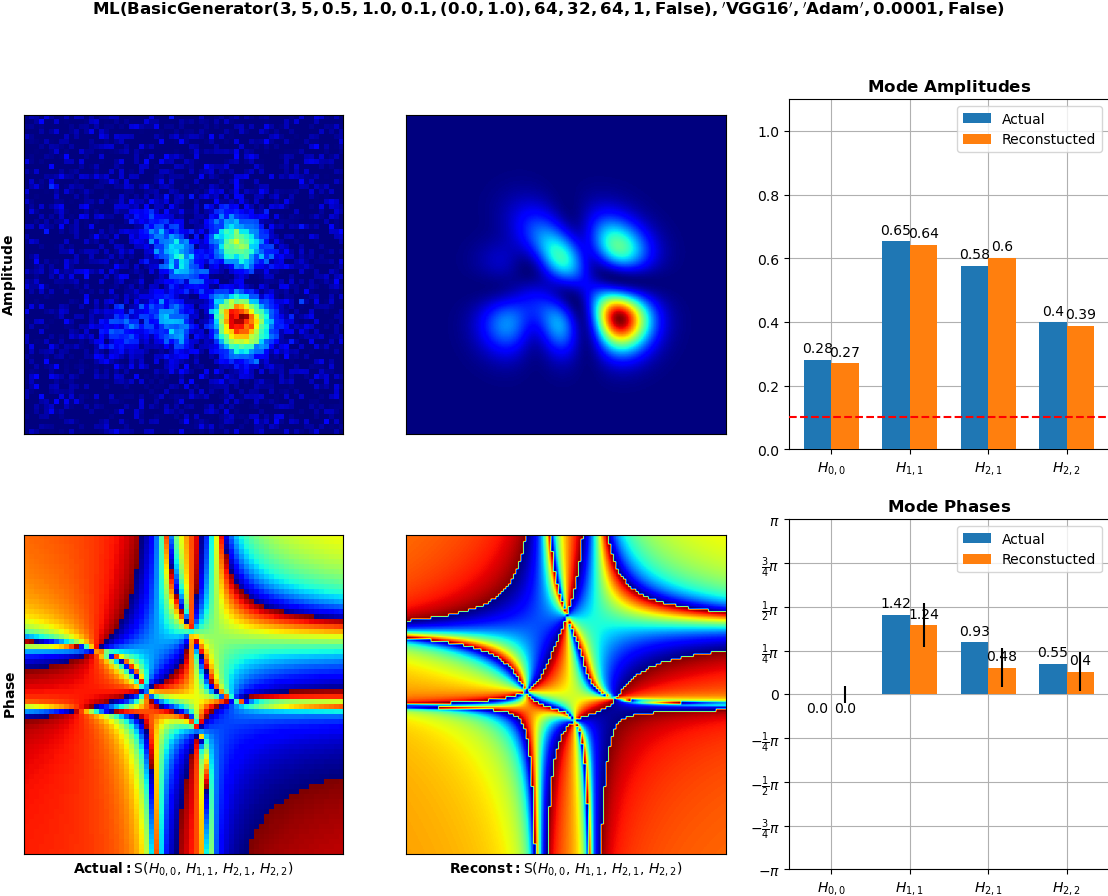 ML(BasicGenerator(3, 5, 0.5, 1.0, 0.1, (0.0, 1.0), 64, 32, 64, 1, False), ′VGG16′, ′Adam′, 0.0001, False)
Amplitude
Mode Amplitudes
Actual
Reconstucted
1.0
0.8
0.6
0.4
0.2
0.0
0.28 0.27
0.65 0.64
0.58 0.6
0.4 0.39
H0,0 H1,1 H2,1 H2,2
Phase
Actual: S(H0,0, H1,1, H2,1, H2,2)
Reconst: S(H0,0, H1,1, H2,1, H2,2)
Mode Phases
Actual
Reconstucted
π
3/4π
1/2π
1/4π
0
−1/4π
−1/2π
−3/4π
−π
0.0 0.0
1.42 1.24
0.93 0.48
0.55 0.4
H0,0 H1,1 H2,1 H2,2